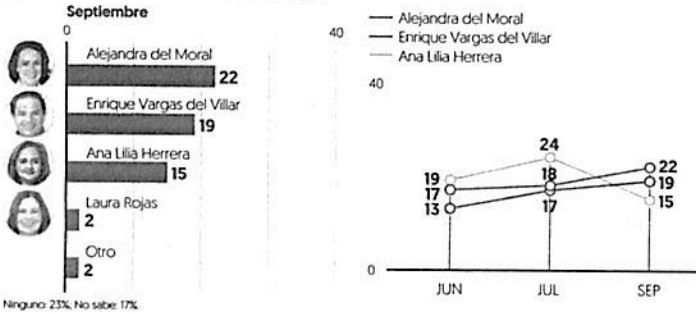 Septiembre
0
40
Alejandra del Moral
22
Enrique Vargas del Villar
19
Ana Lilia Herrera
15
Laura Rojas
2
Otro
2
Ninguno: 23%, No sabe: 17%
Alejandra del Moral
Enrique Vargas del Villar
Ana Lilia Herrera
40
24
19
18
22
17
19
13
17
15
0
JUN
JUL
SEP